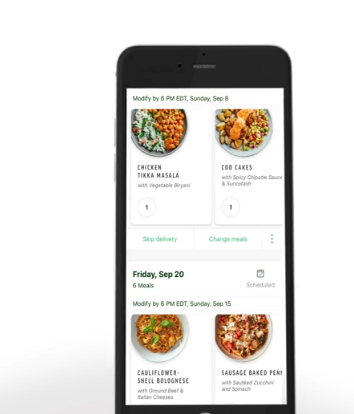 Modify by 6 PM EDT, Sunday, Sep 8
CHICKEN
TIKKA MASALA
with Vegetable Biryani
COD CAKES
with Spicy Chipotle Sauce
& Succotash
1
1
Skip delivery
Change meals
Friday, Sep 20
6 Meals
Scheduled
Modify by 6 PM EDT, Sunday, Sep 15
CAULIFLOWER-
SHELL BOLOGNESE
with Ground Beef &
Italian Cheeses
SAUSAGE BAKED PENN
with Sautéed Zucchini
and Spinach